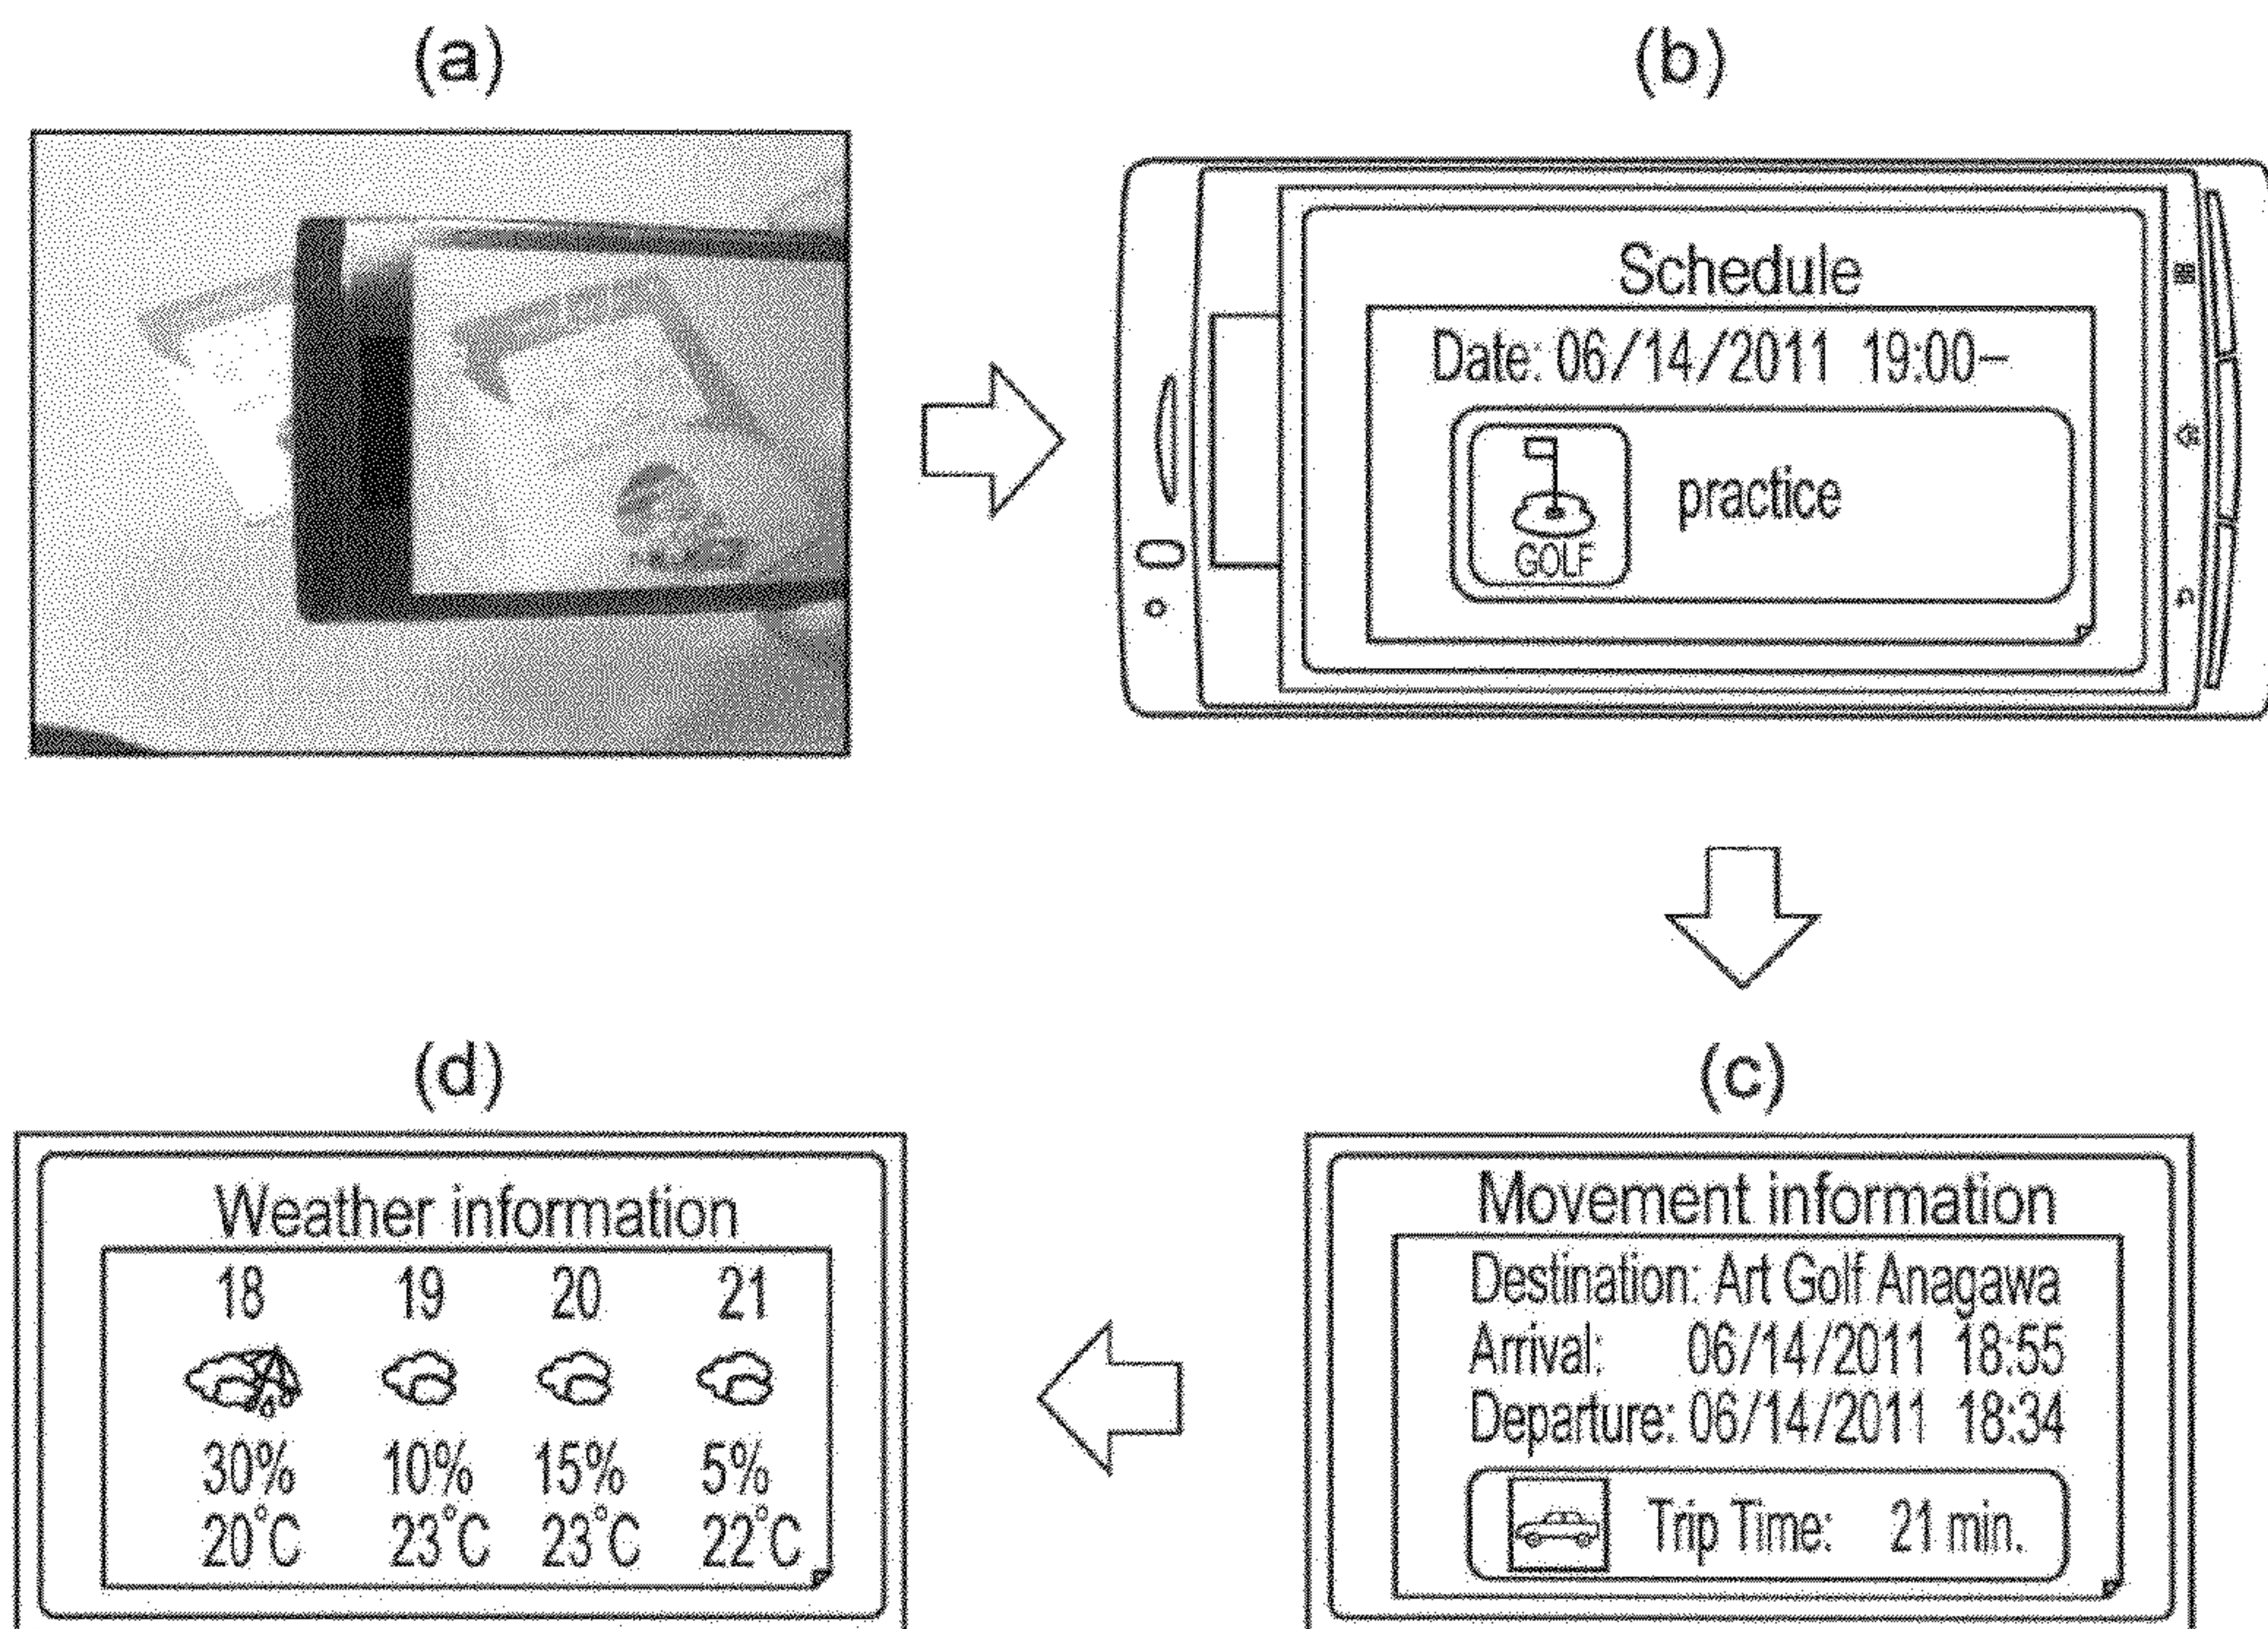 (a)
(b)
Schedule
Date: 06/14/2011 19:00–
GOLF
practice
(d)
(c)
Weather information
18 19 20 21
30% 10% 15% 5%
20°C 23°C 23°C 22°C
Movement information
Destination: Art Golf Anagawa
Arrival: 06/14/2011 18:55
Departure: 06/14/2011 18:34
Trip Time: 21 min.